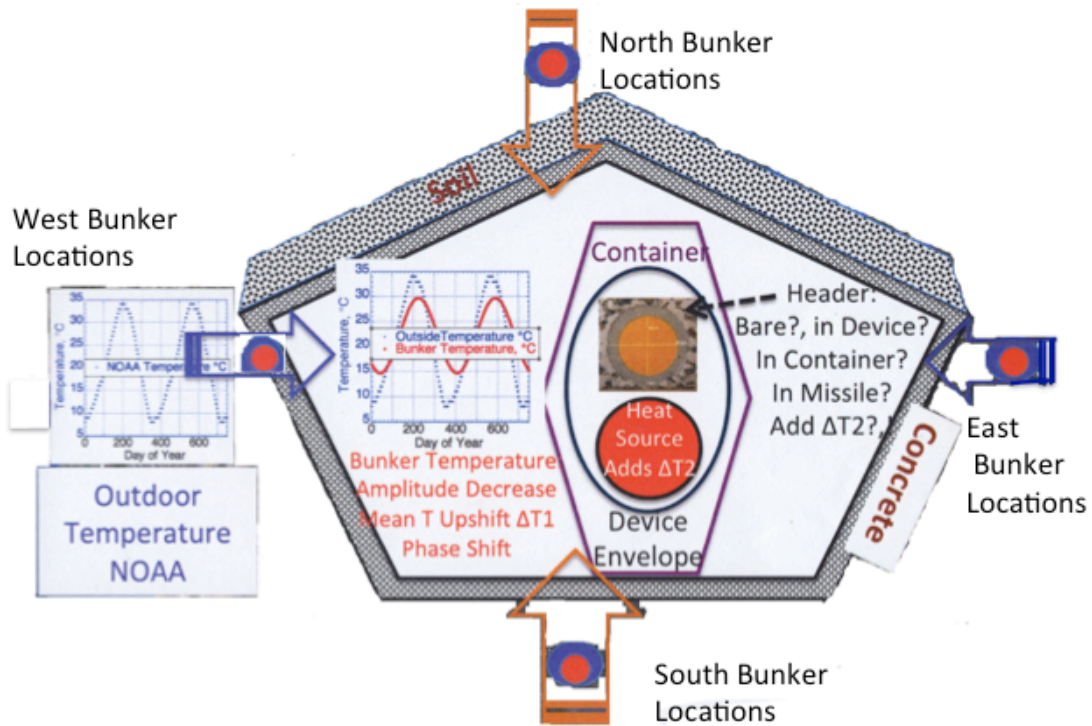 North Bunker
Locations
Soil
West Bunker
Locations
35
30
25
20
15
10
5
Temperature, °C
NOAA Temperature °C
0
200
400
600
Day of Year
Outdoor
Temperature
NOAA
35
30
25
20
15
10
5
Temperature, °C
OutsideTemperature °C
Bunker Temperature, °C
0
200
400
600
Day of Year
Bunker Temperature
Amplitude Decrease
Mean T Upshift ΔT1
Phase Shift
Container
Heat
Source
Adds ΔT2
Device
Envelope
Header:
Bare?, in Device?
In Container?
In Missile?
Add ΔT2?,
East
Bunker
Locations
Concrete
South Bunker
Locations